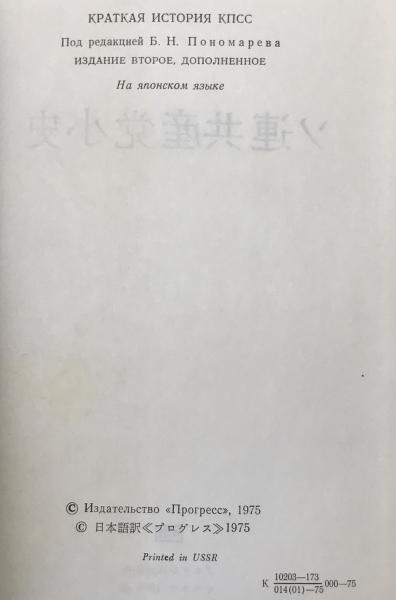 КРАТКАЯ ИСТОРИЯ КПСС
Под редакцией Б. Н. Пономарева
ИЗДАНИЕ ВТОРОЕ, ДОПОЛНЕННОЕ
На японском языке
ソ連共産党小史
© Издательство «Прогресс», 1975
© 日本語訳≪プログレス≫1975
Printed in USSR
К 10203—173 / 014(01)—75 000—75